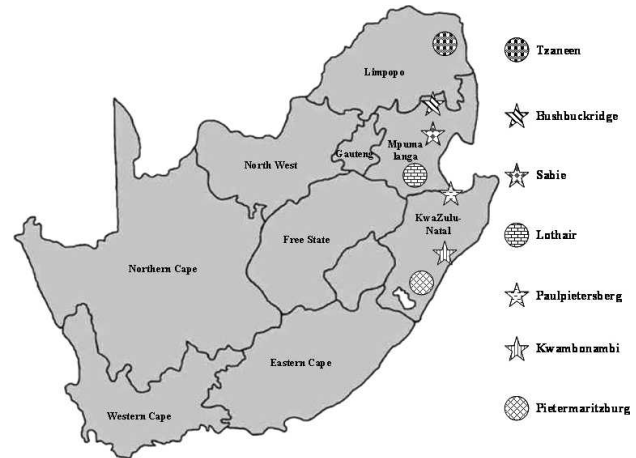 Limpopo
Mpuma
langa
Gauteng
North West
KwaZulu-
Natal
Free State
Northern Cape
Eastern Cape
Western Cape
Tzaneen
Bushbuckridge
Sabie
Lothair
Paulpietersberg
Kwambonambi
Pietermaritzburg